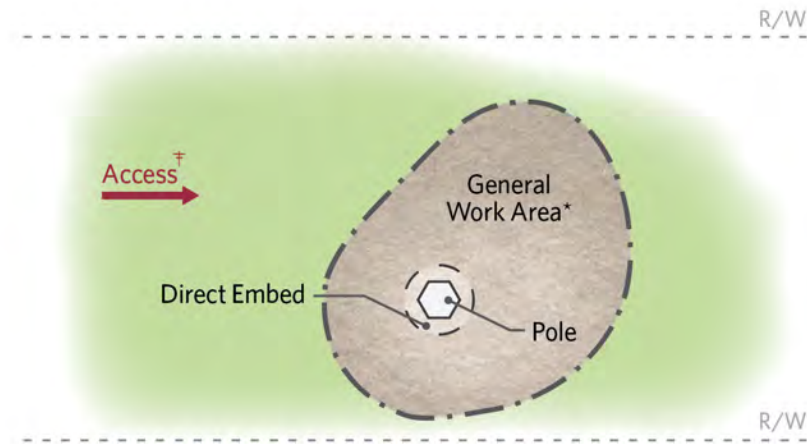 R/W
Access‡
General
Work Area*
Direct Embed
Pole
R/W